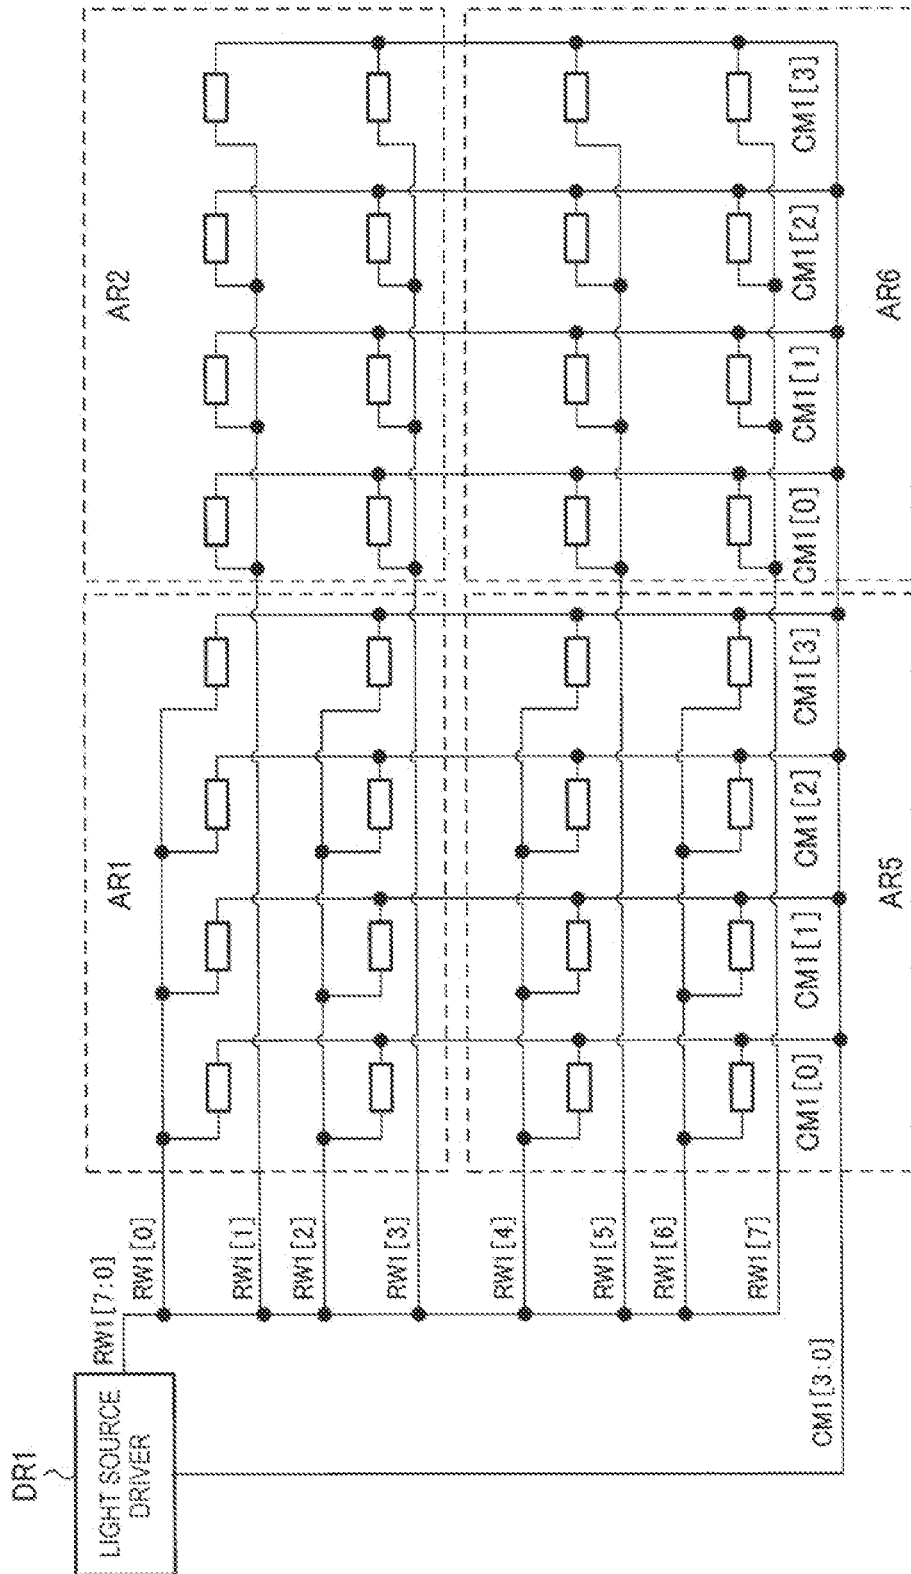 DR1
LIGHT SOURCE
DRIVER
RW1[7:0]
RW1[0]
RW1[1]
RW1[2]
RW1[3]
RW1[4]
RW1[5]
RW1[6]
RW1[7]
CM1[3:0]
AR1
AR2
CM1[0]
CM1[1]
CM1[2]
CM1[3]
CM1[0]
CM1[1]
CM1[2]
CM1[3]
AR5
AR6